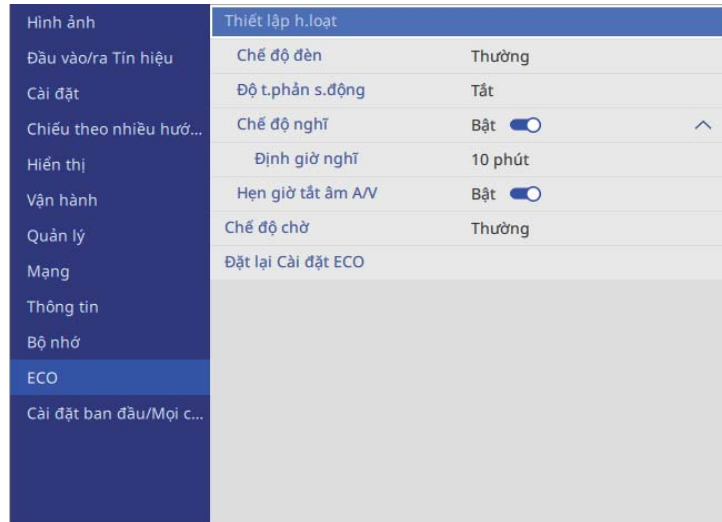 Hình ảnh
Đầu vào/ra Tín hiệu
Cài đặt
Chiếu theo nhiều hướ...
Hiển thị
Vận hành
Quản lý
Mạng
Thông tin
Bộ nhớ
ECO
Cài đặt ban đầu/Mọi c...
Thiết lập h.loạt
Chế độ đèn Thường
Độ t.phản s.động Tắt
Chế độ nghĩ Bật
Định giờ nghĩ 10 phút
Hẹn giờ tắt âm A/V Bật
Chế độ chờ Thường
Đặt lại Cài đặt ECO